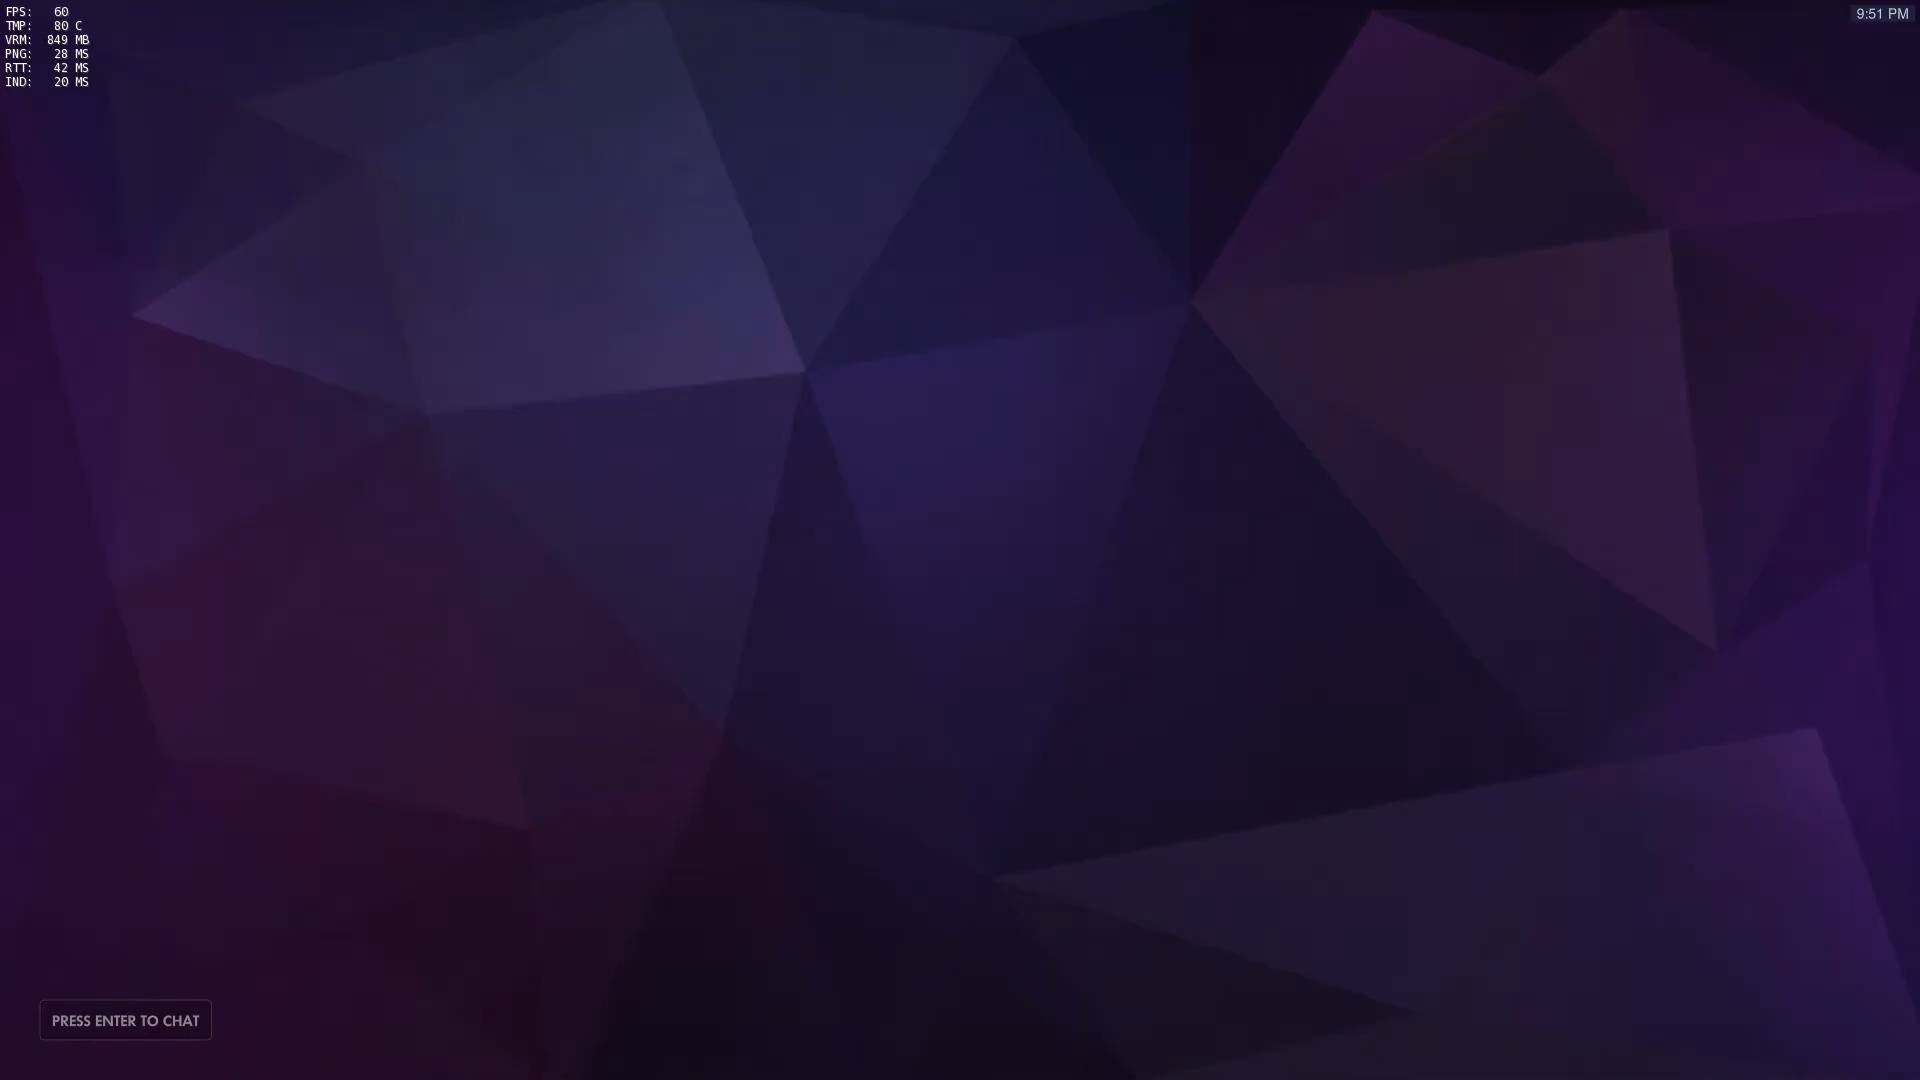 FPS: 60
TMP: 80 C
VRM: 849 MB
PNG: 28 MS
RTT: 42 MS
IND: 20 MS
9:51 PM
PRESS ENTER TO CHAT